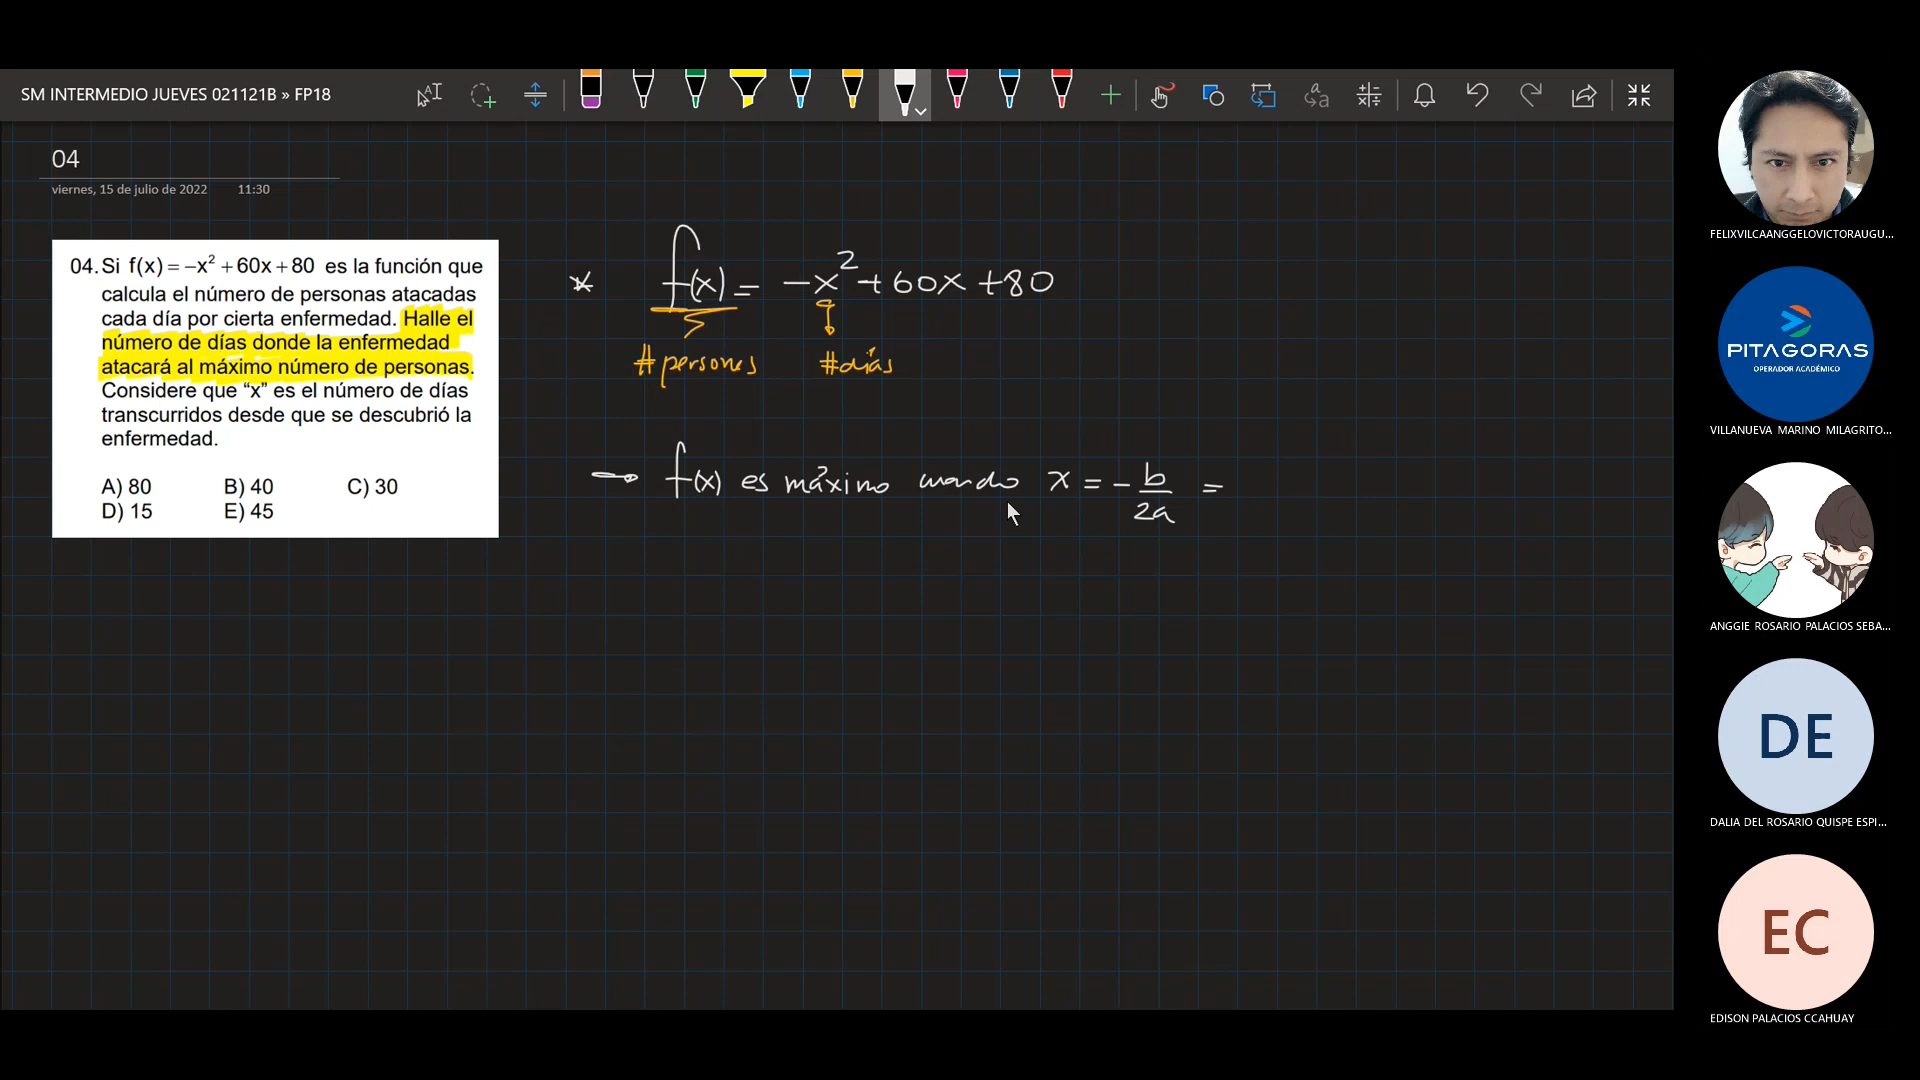 SM INTERMEDIO JUEVES 021121B » FP18
04
viernes, 15 de julio de 2022 11:30
04. Si f(x) = −x² + 60x + 80 es la función que
calcula el número de personas atacadas
cada día por cierta enfermedad. Halle el
número de días donde la enfermedad
atacará al máximo número de personas.
Considere que “x” es el número de días
transcurridos desde que se descubrió la
enfermedad.
A) 80 B) 40 C) 30
D) 15 E) 45
* f(x) = −x² + 60x + 80
#persones #días
→ f(x) es máximo cuando x = − b/2a =
FELIXVILCAANGGELOVICTORAUGU...
PITAGORAS
OPERADOR ACADÉMICO
VILLANUEVA MARINO MILAGRITO...
ANGGIE ROSARIO PALACIOS SEBA...
DE
DALIA DEL ROSARIO QUISPE ESPI...
EC
EDISON PALACIOS CCAHUAY